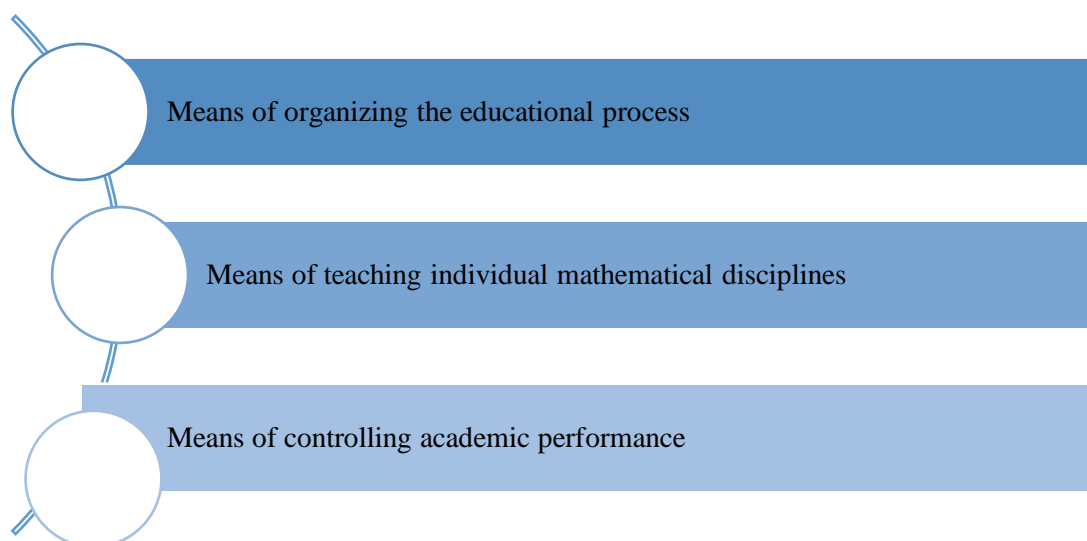 Means of organizing the educational process
Means of teaching individual mathematical disciplines
Means of controlling academic performance